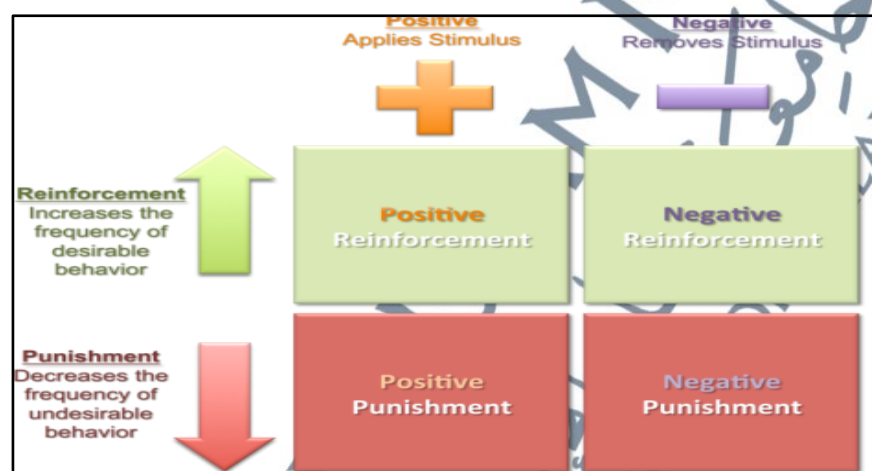 Positive
Applies Stimulus
Negative
Removes Stimulus
Reinforcement
Increases the
frequency of
desirable
behavior
Positive
Reinforcement
Negative
Reinforcement
Punishment
Decreases the
frequency of
undesirable
behavior
Positive
Punishment
Negative
Punishment